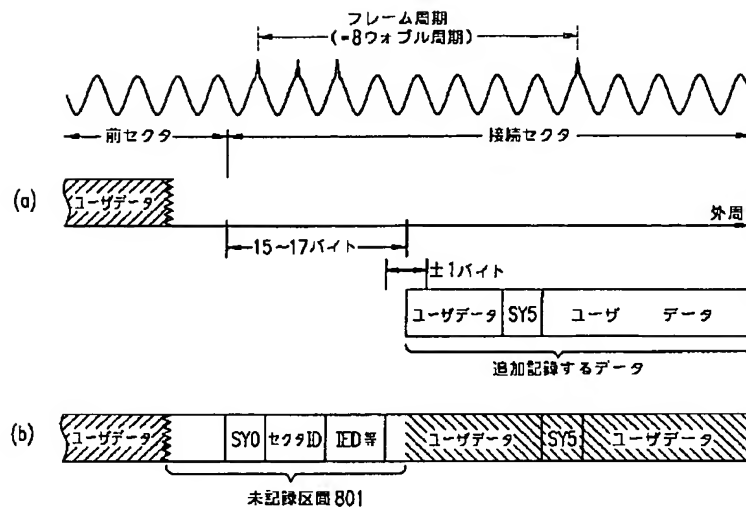 フレーム周期
(=8ウォブル周期)
前セクタ
接続セクタ
(a)
ユーザデータ
外周
15~17バイト
±1バイト
ユーザデータ SY5 ユーザ データ
追加記録するデータ
(b)
ユーザデータ SY0 セクタID IED等 ユーザデータ SY5 ユーザデータ
未記録区間801